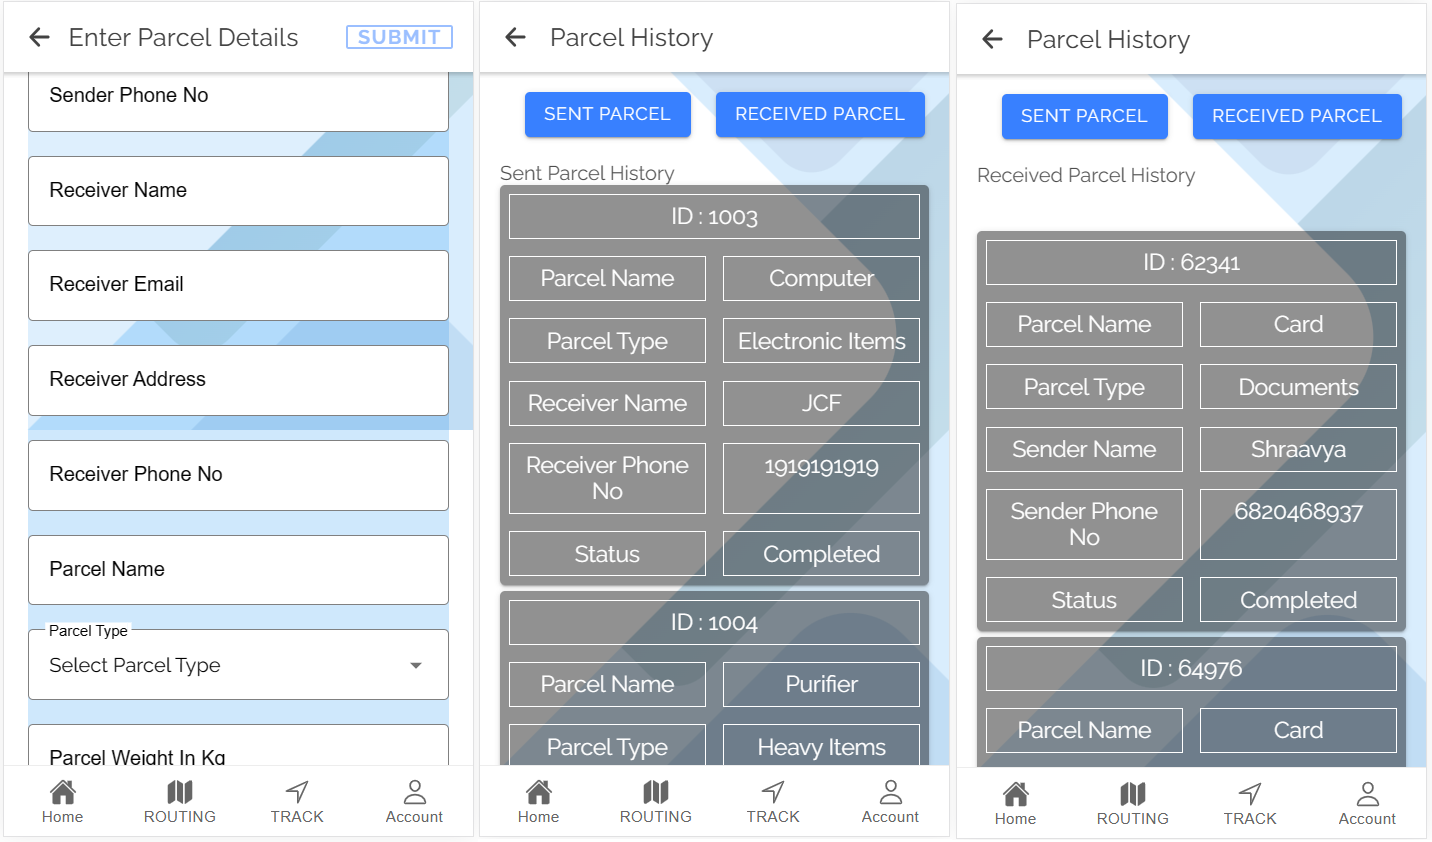 Enter Parcel Details
SUBMIT
Sender Phone No
Receiver Name
Receiver Email
Receiver Address
Receiver Phone No
Parcel Name
Parcel Type
Select Parcel Type
Parcel Weight In Kg
Home
ROUTING
TRACK
Account
Parcel History
SENT PARCEL
RECEIVED PARCEL
Sent Parcel History
ID : 1003
Parcel Name
Computer
Parcel Type
Electronic Items
Receiver Name
JCF
Receiver Phone
No
1919191919
Status
Completed
ID : 1004
Parcel Name
Purifier
Parcel Type
Heavy Items
Home
ROUTING
TRACK
Account
Parcel History
SENT PARCEL
RECEIVED PARCEL
Received Parcel History
ID : 62341
Parcel Name
Card
Parcel Type
Documents
Sender Name
Shraavya
Sender Phone
No
6820468937
Status
Completed
ID : 64976
Parcel Name
Card
Home
ROUTING
TRACK
Account